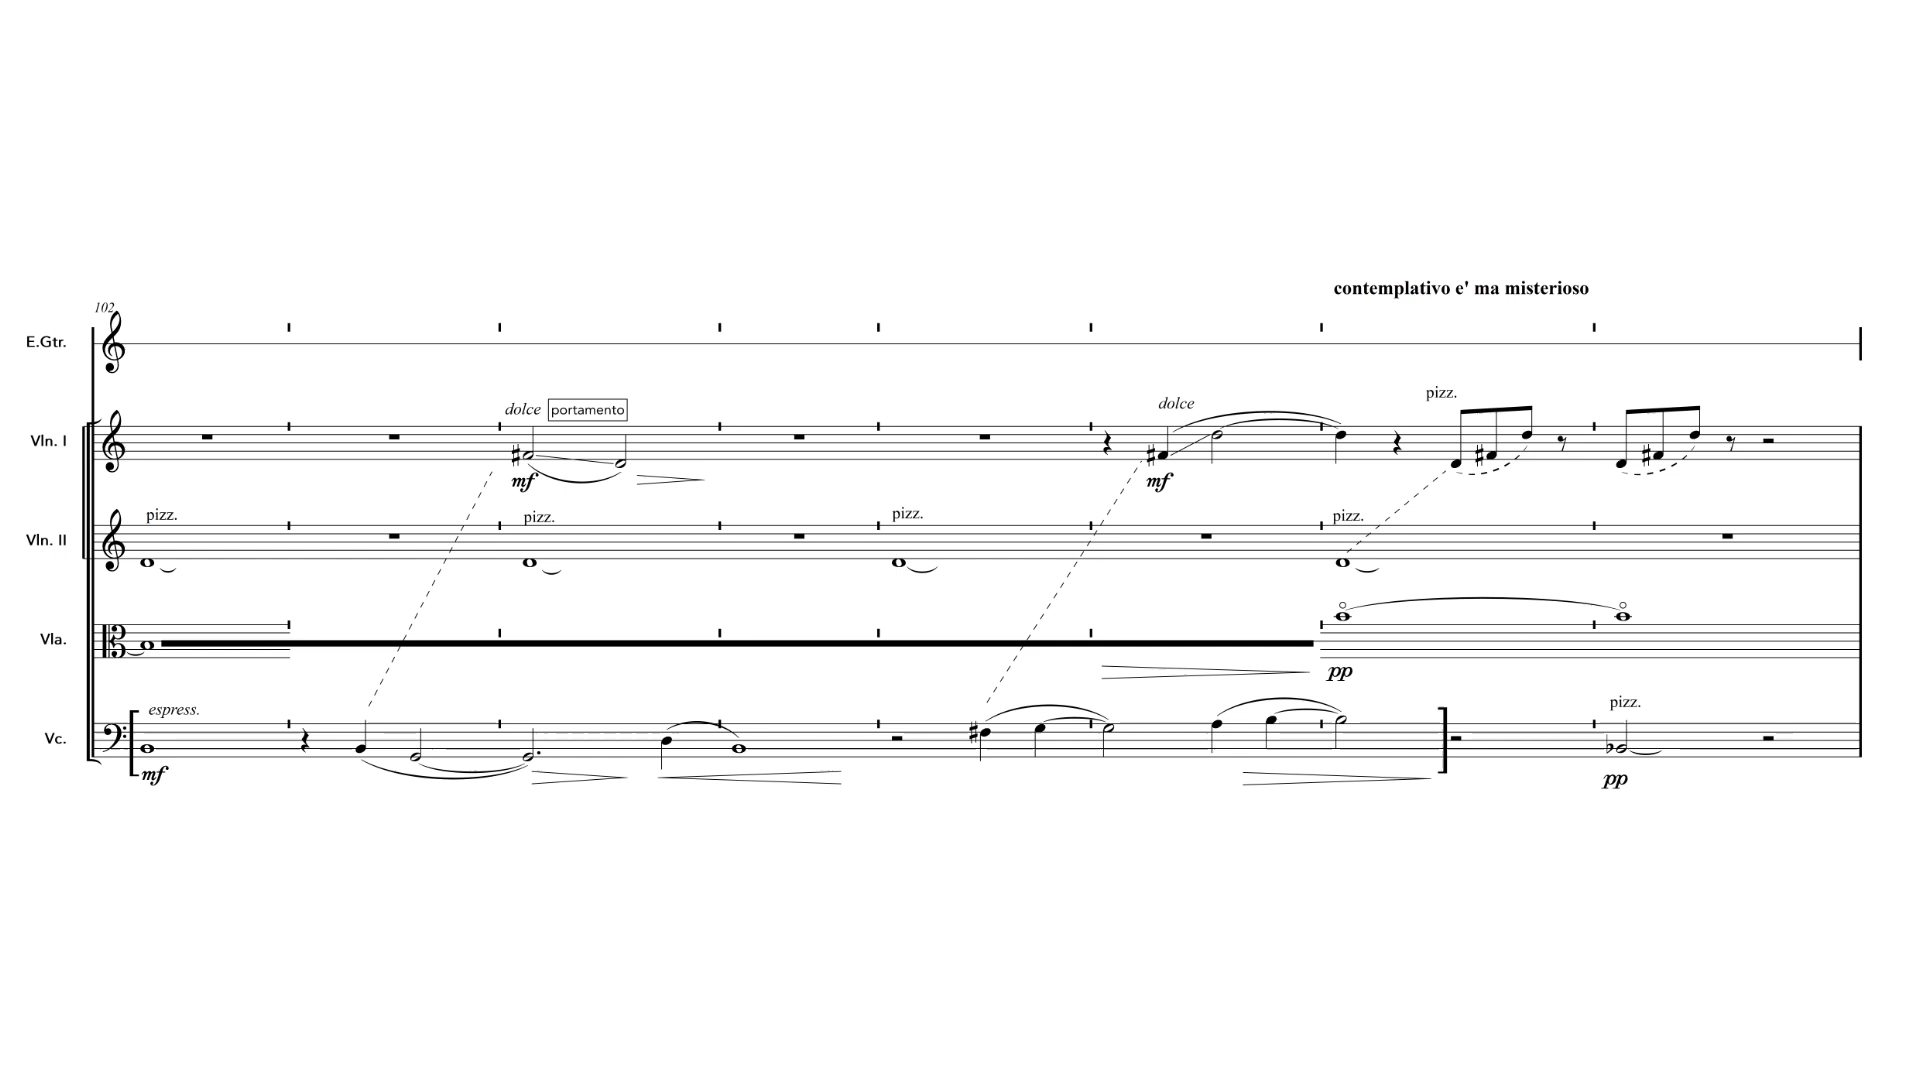 contemplativo e' ma misterioso
102
E.Gtr.
pizz.
dolce portamento dolce
Vln. I
mf mf
pizz. pizz. pizz. pizz.
Vln. II
Vla.
pp
espress. pizz.
Vc.
mf pp